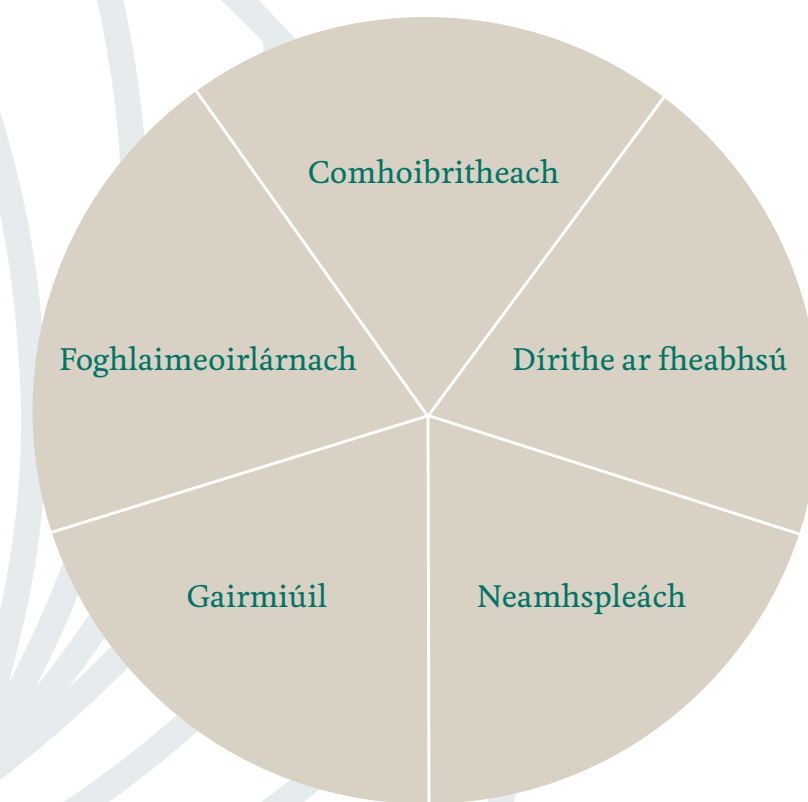 Comhoibritheach
Foghlaimeoirlárnach
Dírithe ar fheabhsú
Gairmiúil
Neamhspleách